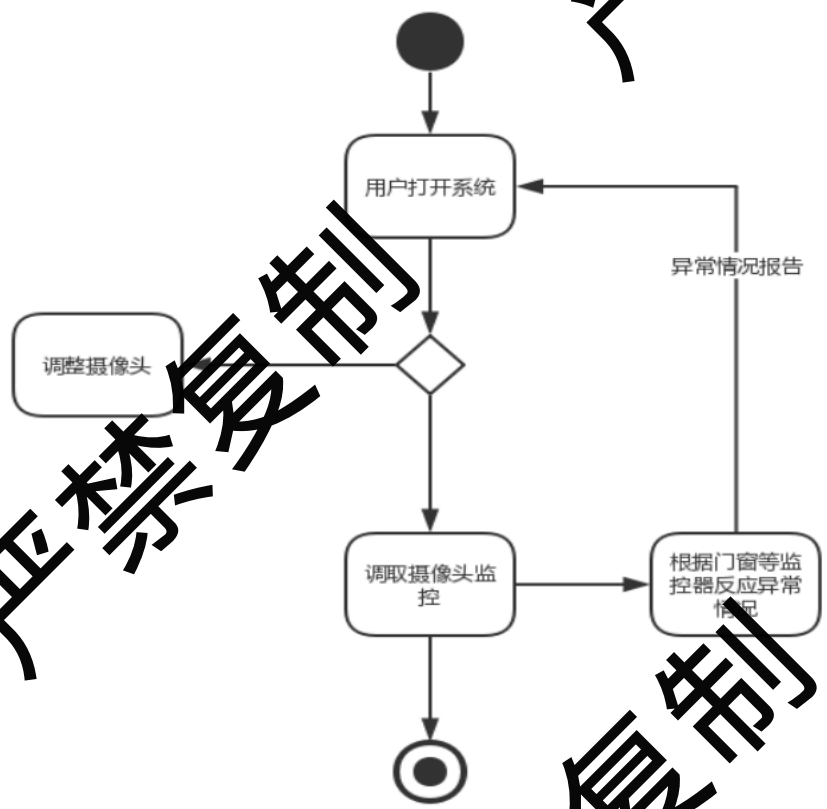 用户打开系统
异常情况报告
调整摄像头
严禁复制
调取摄像头监
控
根据门窗等监
控器反应异常
情况
复制